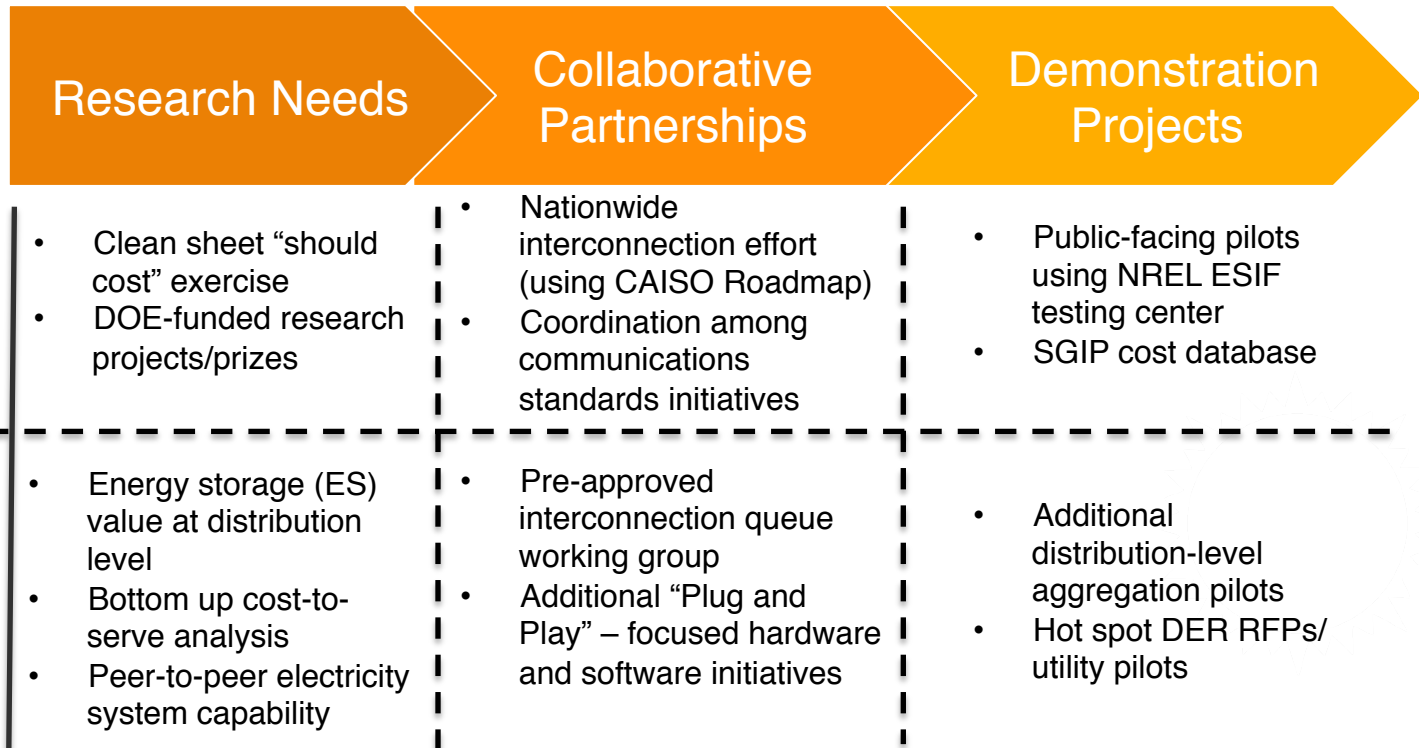 Research Needs
Collaborative
Partnerships
Demonstration
Projects
• Clean sheet “should
cost” exercise
• DOE-funded research
projects/prizes
• Nationwide
interconnection effort
(using CAISO Roadmap)
• Coordination among
communications
standards initiatives
• Public-facing pilots
using NREL ESIF
testing center
• SGIP cost database
• Energy storage (ES)
value at distribution
level
• Bottom up cost-to-
serve analysis
• Peer-to-peer electricity
system capability
• Pre-approved
interconnection queue
working group
• Additional “Plug and
Play” – focused hardware
and software initiatives
• Additional
distribution-level
aggregation pilots
• Hot spot DER RFPs/
utility pilots